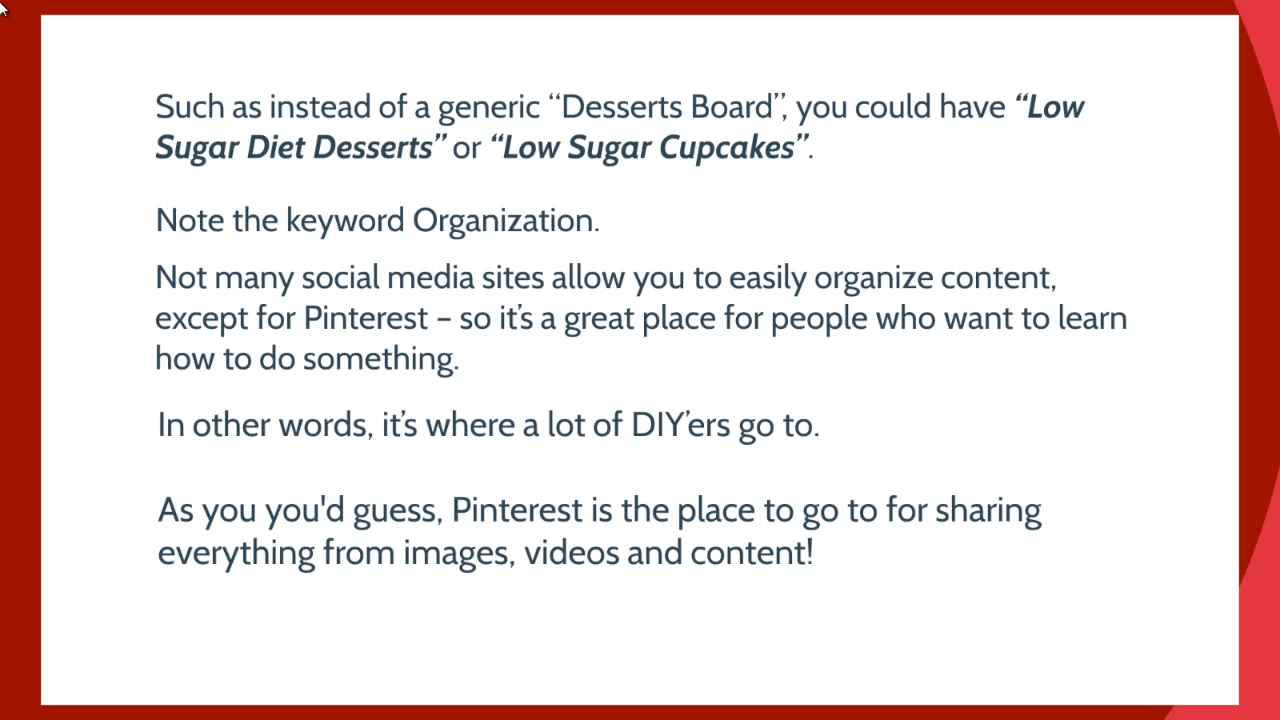 Such as instead of a generic “Desserts Board”, you could have “Low
Sugar Diet Desserts” or “Low Sugar Cupcakes”.
Note the keyword Organization.
Not many social media sites allow you to easily organize content,
except for Pinterest – so it’s a great place for people who want to learn
how to do something.
In other words, it’s where a lot of DIY’ers go to.
As you you'd guess, Pinterest is the place to go to for sharing
everything from images, videos and content!